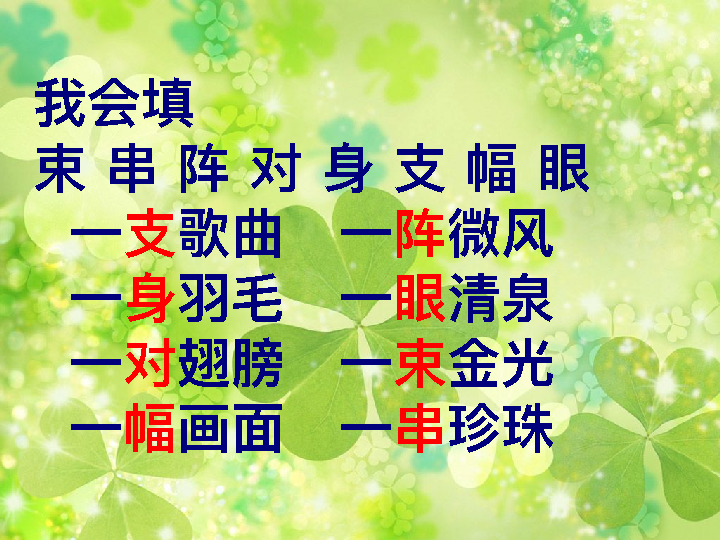 我会填
束 串 阵 对 身 支 幅 眼
一支歌曲 一阵微风
一身羽毛 一眼清泉
一对翅膀 一束金光
一幅画面 一串珍珠